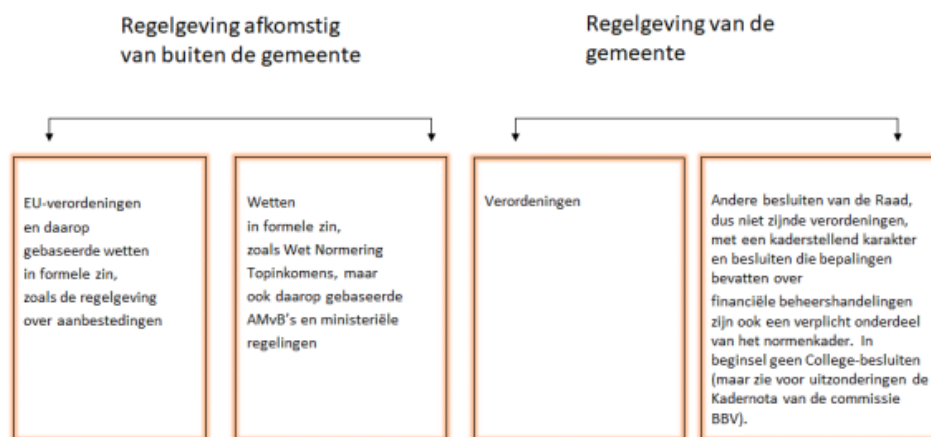 Regelgeving afkomstig
van buiten de gemeente
Regelgeving van de
gemeente
EU-verordeningen
en daarop
gebaseerde wetten
in formele zin,
zoals de regelgeving
over aanbestedingen
Wetten
in formele zin,
zoals Wet Normering
Topinkomens, maar
ook daarop gebaseerde
AMvB's en ministeriële
regelingen
Verordeningen
Andere besluiten van de Raad,
dus niet zijnde verordeningen,
met een kaderstellend karakter
en besluiten die bepalingen
bevatten over
financiële beheershandelingen
zijn ook een verplicht onderdeel
van het normenkader. In
beginsel geen College-besluiten
(maar zie voor uitzonderingen de
Kadernota van de commissie
BBV).